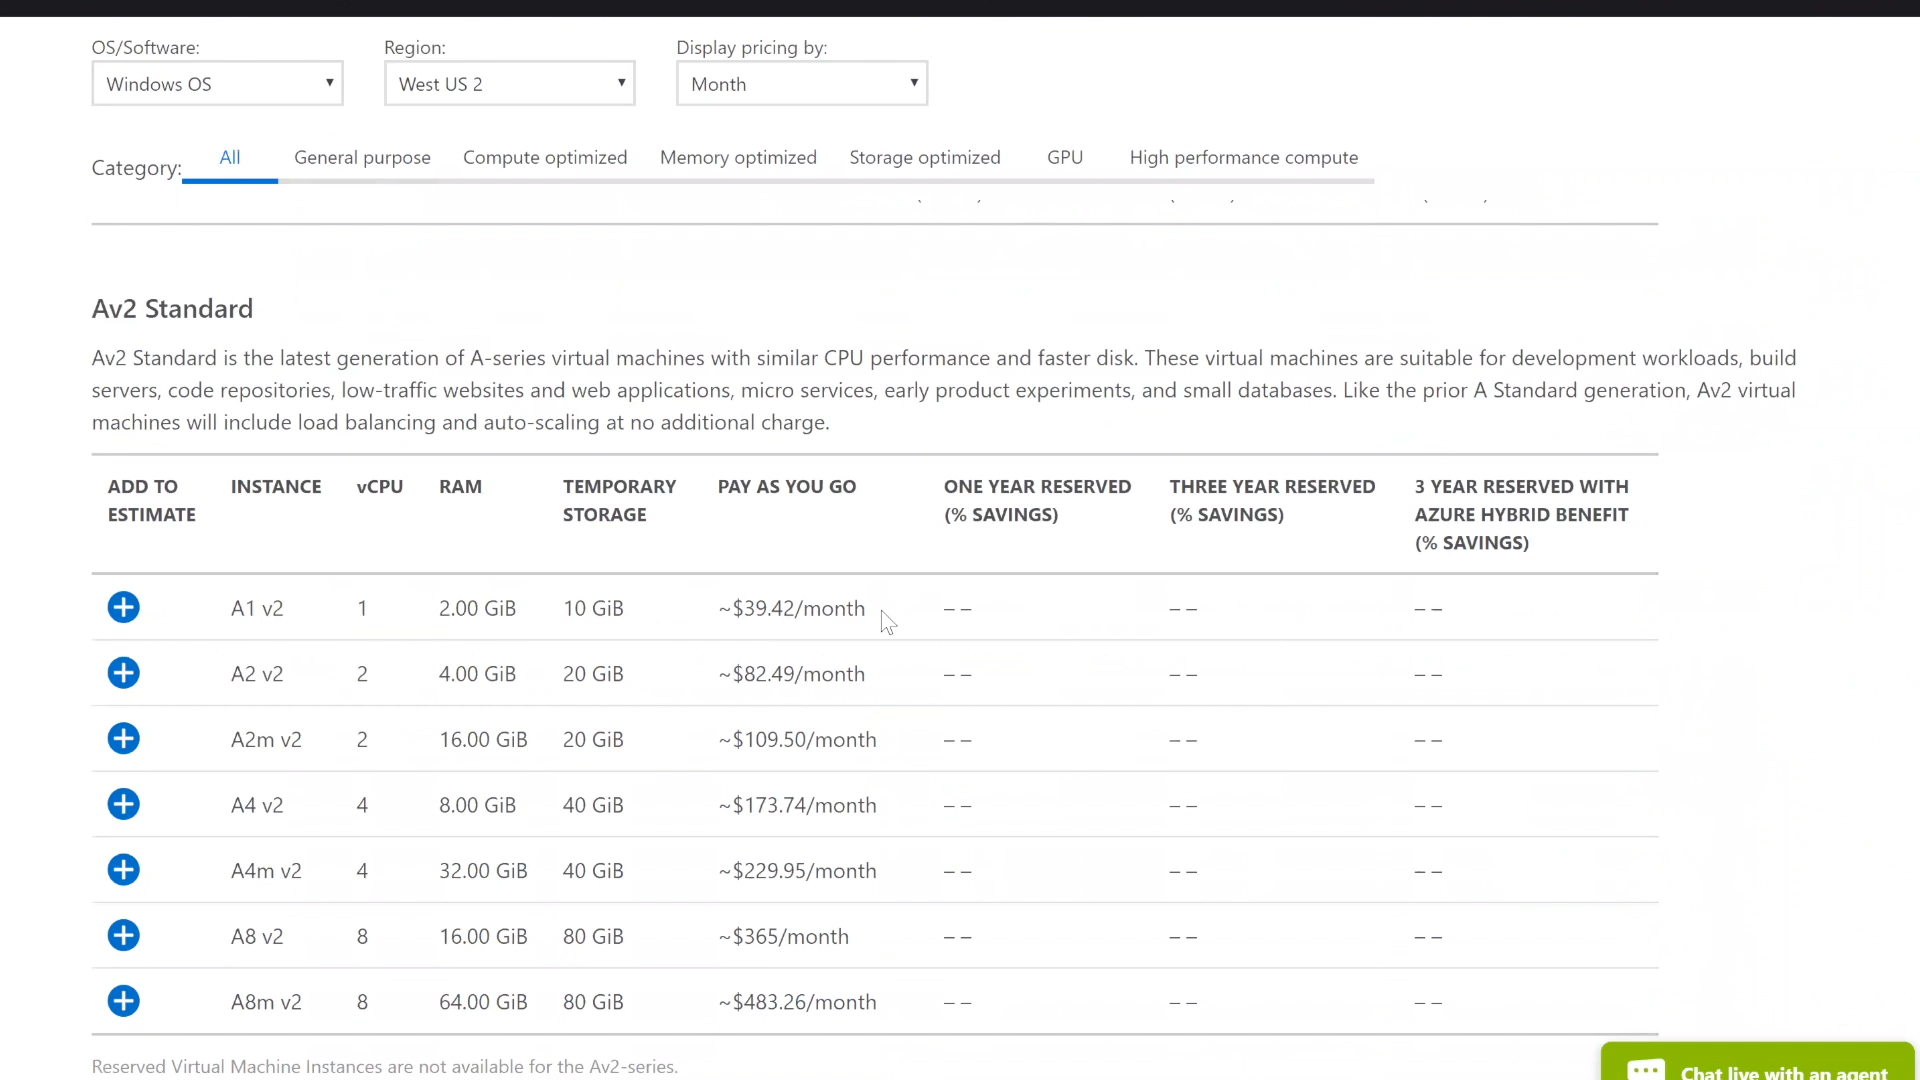 OS/Software: Region: Display pricing by:
Windows OS West US 2 Month
Category: All General purpose Compute optimized Memory optimized Storage optimized GPU High performance compute
Av2 Standard
Av2 Standard is the latest generation of A-series virtual machines with similar CPU performance and faster disk. These virtual machines are suitable for development workloads, build
servers, code repositories, low-traffic websites and web applications, micro services, early product experiments, and small databases. Like the prior A Standard generation, Av2 virtual
machines will include load balancing and auto-scaling at no additional charge.
ADD TO INSTANCE vCPU RAM TEMPORARY PAY AS YOU GO ONE YEAR RESERVED THREE YEAR RESERVED 3 YEAR RESERVED WITH
ESTIMATE STORAGE (% SAVINGS) (% SAVINGS) AZURE HYBRID BENEFIT
(% SAVINGS)
A1 v2 1 2.00 GiB 10 GiB ~$39.42/month – – – – – –
A2 v2 2 4.00 GiB 20 GiB ~$82.49/month – – – – – –
A2m v2 2 16.00 GiB 20 GiB ~$109.50/month – – – – – –
A4 v2 4 8.00 GiB 40 GiB ~$173.74/month – – – – – –
A4m v2 4 32.00 GiB 40 GiB ~$229.95/month – – – – – –
A8 v2 8 16.00 GiB 80 GiB ~$365/month – – – – – –
A8m v2 8 64.00 GiB 80 GiB ~$483.26/month – – – – – –
Reserved Virtual Machine Instances are not available for the Av2-series.
Chat live with an agent